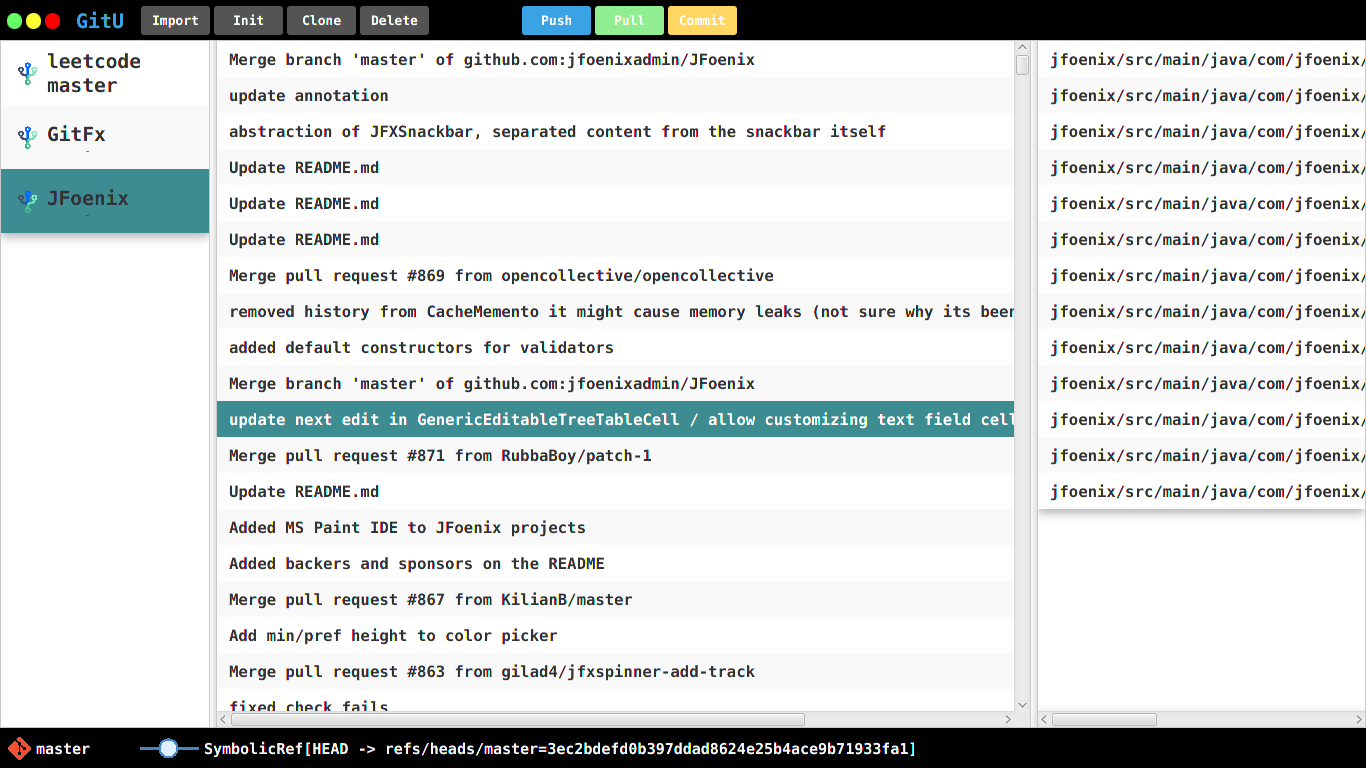 GitU
Import
Init
Clone
Delete
Push
Pull
Commit
leetcode
master
GitFx
JFoenix
Merge branch 'master' of github.com:jfoenixadmin/JFoenix
update annotation
abstraction of JFXSnackbar, separated content from the snackbar itself
Update README.md
Update README.md
Update README.md
Merge pull request #869 from opencollective/opencollective
removed history from CacheMemento it might cause memory leaks (not sure why its been
added default constructors for validators
Merge branch 'master' of github.com:jfoenixadmin/JFoenix
update next edit in GenericEditableTreeTableCell / allow customizing text field cell
Merge pull request #871 from RubbaBoy/patch-1
Update README.md
Added MS Paint IDE to JFoenix projects
Added backers and sponsors on the README
Merge pull request #867 from KilianB/master
Add min/pref height to color picker
Merge pull request #863 from gilad4/jfxspinner-add-track
fixed check fails
jfoenix/src/main/java/com/jfoenix/
jfoenix/src/main/java/com/jfoenix/
jfoenix/src/main/java/com/jfoenix/
jfoenix/src/main/java/com/jfoenix/
jfoenix/src/main/java/com/jfoenix/
jfoenix/src/main/java/com/jfoenix/
jfoenix/src/main/java/com/jfoenix/
jfoenix/src/main/java/com/jfoenix/
jfoenix/src/main/java/com/jfoenix/
jfoenix/src/main/java/com/jfoenix/
jfoenix/src/main/java/com/jfoenix/
jfoenix/src/main/java/com/jfoenix/
jfoenix/src/main/java/com/jfoenix/
master
SymbolicRef[HEAD -> refs/heads/master=3ec2bdefd0b397ddad8624e25b4ace9b71933fa1]